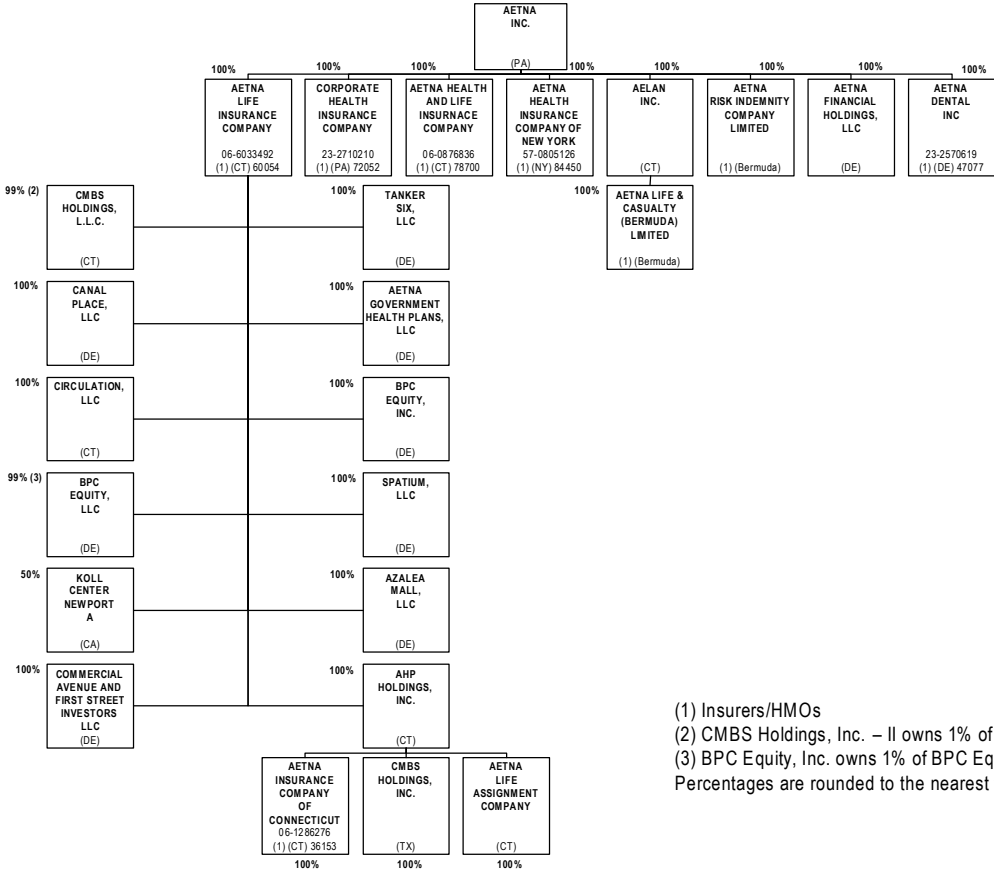 AETNA
INC.
(PA)
100%
100%
100%
100%
100%
100%
100%
100%
AETNA
LIFE
INSURANCE
COMPANY
06-6033492
(1) (CT) 60054
CORPORATE
HEALTH
INSURANCE
COMPANY
23-2710210
(1) (PA) 72052
AETNA HEALTH
AND LIFE
INSURNACE
COMPANY
06-0876836
(1) (CT) 78700
AETNA
HEALTH
INSURANCE
COMPANY OF
NEW YORK
57-0805126
(1) (NY) 84450
AELAN
INC.
(CT)
AETNA
RISK INDEMNITY
COMPANY
LIMITED
(1) (Bermuda)
AETNA
FINANCIAL
HOLDINGS,
LLC
(DE)
AETNA
DENTAL
INC
23-2570619
(1) (DE) 47077
99% (2)
CMBS
HOLDINGS,
L.L.C.
(CT)
100%
TANKER
SIX,
LLC
(DE)
100%
AETNA LIFE &
CASUALTY
(BERMUDA)
LIMITED
(1) (Bermuda)
100%
CANAL
PLACE,
LLC
(DE)
100%
AETNA
GOVERNMENT
HEALTH PLANS,
LLC
(DE)
100%
CIRCULATION,
LLC
(CT)
100%
BPC
EQUITY,
INC.
(DE)
99% (3)
BPC
EQUITY,
LLC
(DE)
100%
SPATIUM,
LLC
(DE)
50%
KOLL
CENTER
NEWPORT
A
(CA)
100%
AZALEA
MALL,
LLC
(DE)
100%
COMMERCIAL
AVENUE AND
FIRST STREET
INVESTORS
LLC
(DE)
100%
AHP
HOLDINGS,
INC.
(CT)
AETNA
INSURANCE
COMPANY
OF
CONNECTICUT
06-1286276
(1) (CT) 36153
100%
CMBS
HOLDINGS,
INC.
(TX)
100%
AETNA
LIFE
ASSIGNMENT
COMPANY
(CT)
100%
(1) Insurers/HMOs
(2) CMBS Holdings, Inc. – II owns 1% of
(3) BPC Equity, Inc. owns 1% of BPC Eq
Percentages are rounded to the nearest